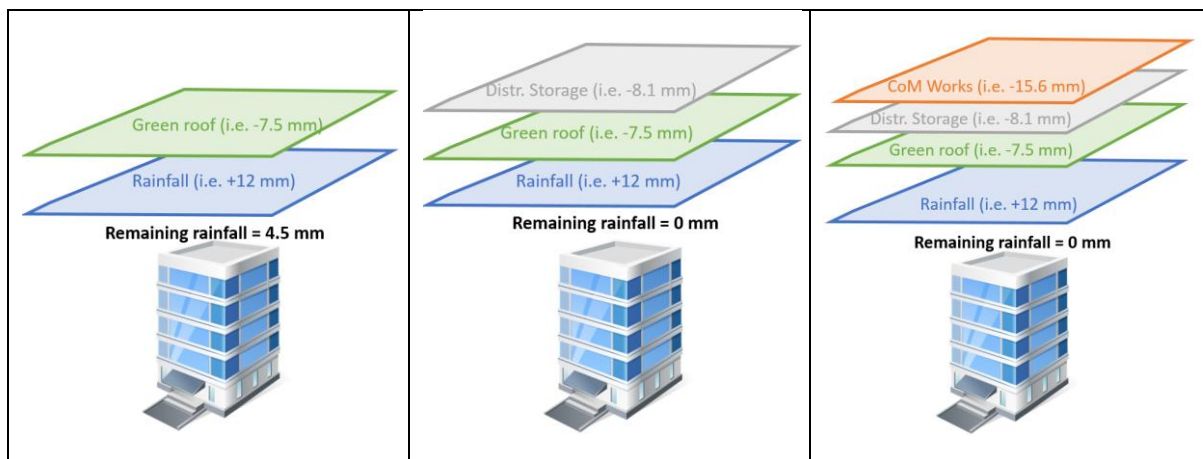 Green roof (i.e. -7.5 mm)
Rainfall (i.e. +12 mm)
Remaining rainfall = 4.5 mm
Distr. Storage (i.e. -8.1 mm)
Green roof (i.e. -7.5 mm)
Rainfall (i.e. +12 mm)
Remaining rainfall = 0 mm
CoM Works (i.e. -15.6 mm)
Distr. Storage (i.e. -8.1 mm)
Green roof (i.e. -7.5 mm)
Rainfall (i.e. +12 mm)
Remaining rainfall = 0 mm